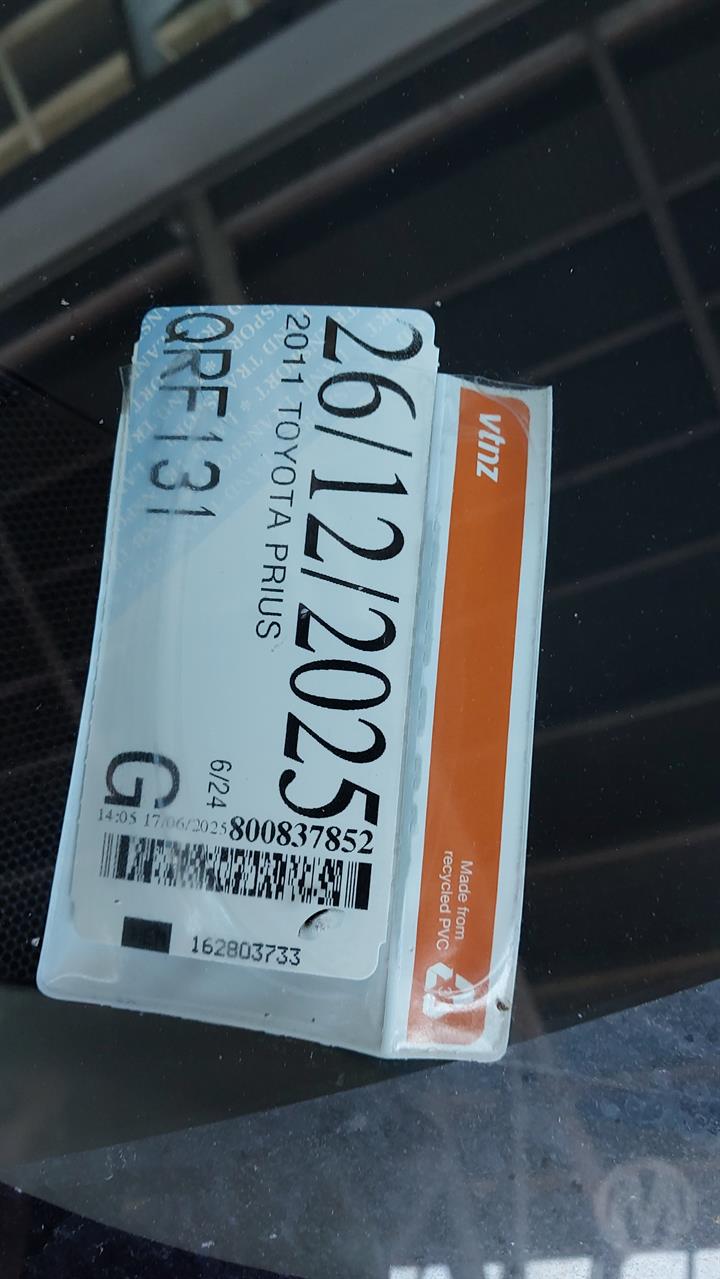 vtnz
Made from
recycled PVC
3
26/12/2025
2011 TOYOTA PRIUS
6/24
QRF131
G
800837852
14:05 17/06/2025
162803733